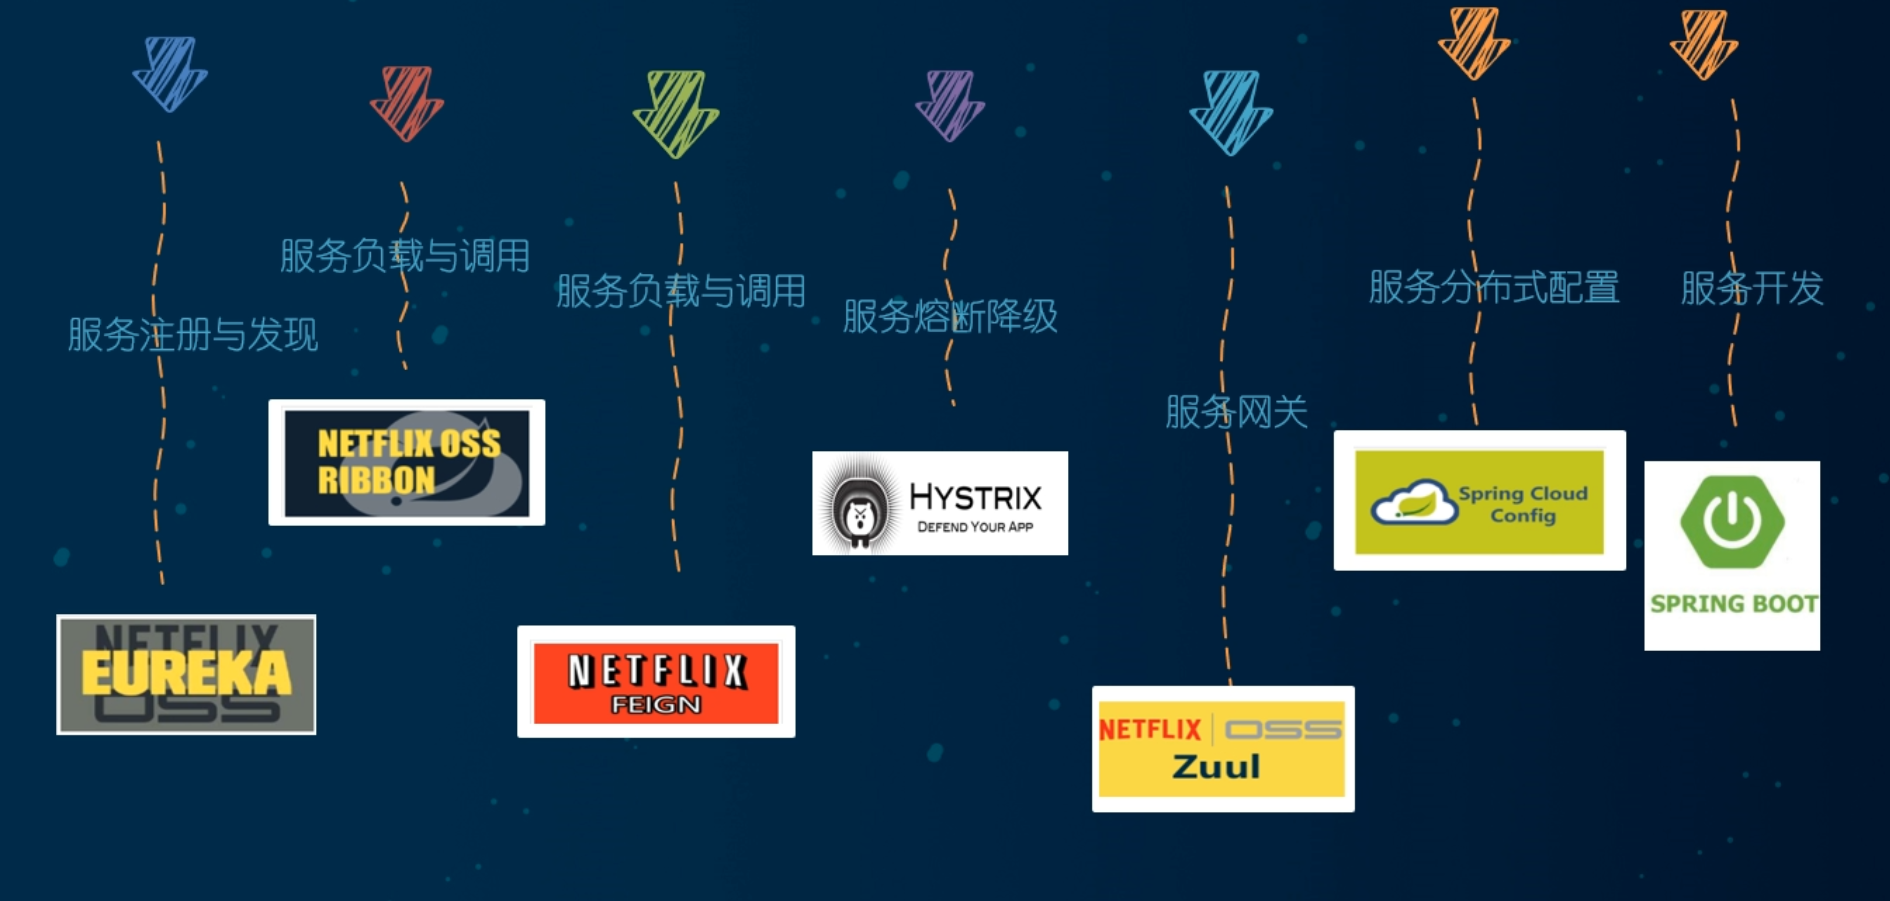 服务注册与发现
NETFLIX
EUREKA
OSS
服务负载与调用
NETFLIX OSS
RIBBON
服务负载与调用
NETFLIX
FEIGN
服务熔断降级
HYSTRIX
DEFEND YOUR APP
服务网关
NETFLIX | OSS
Zuul
服务分布式配置
Spring Cloud
Config
服务开发
SPRING BOOT